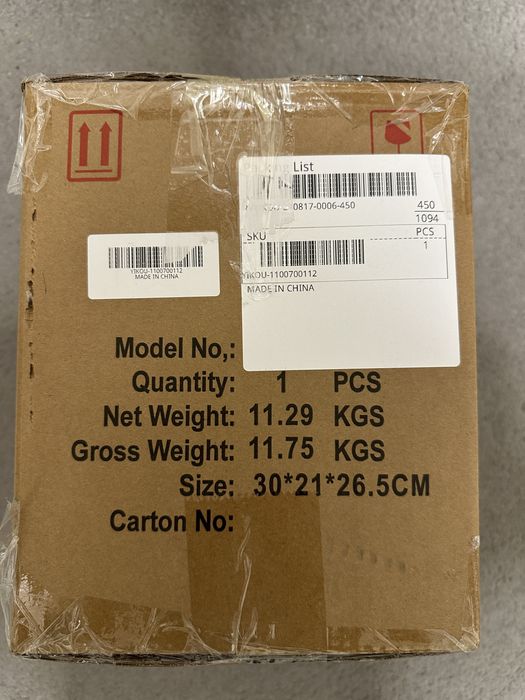 Packing List
0817-0006-450
450
1094
SKU
PCS
1
YIKOU-1100700112
MADE IN CHINA
YIKOU-1100700112
MADE IN CHINA
Model No,:
Quantity: 1 PCS
Net Weight: 11.29 KGS
Gross Weight: 11.75 KGS
Size: 30*21*26.5CM
Carton No: